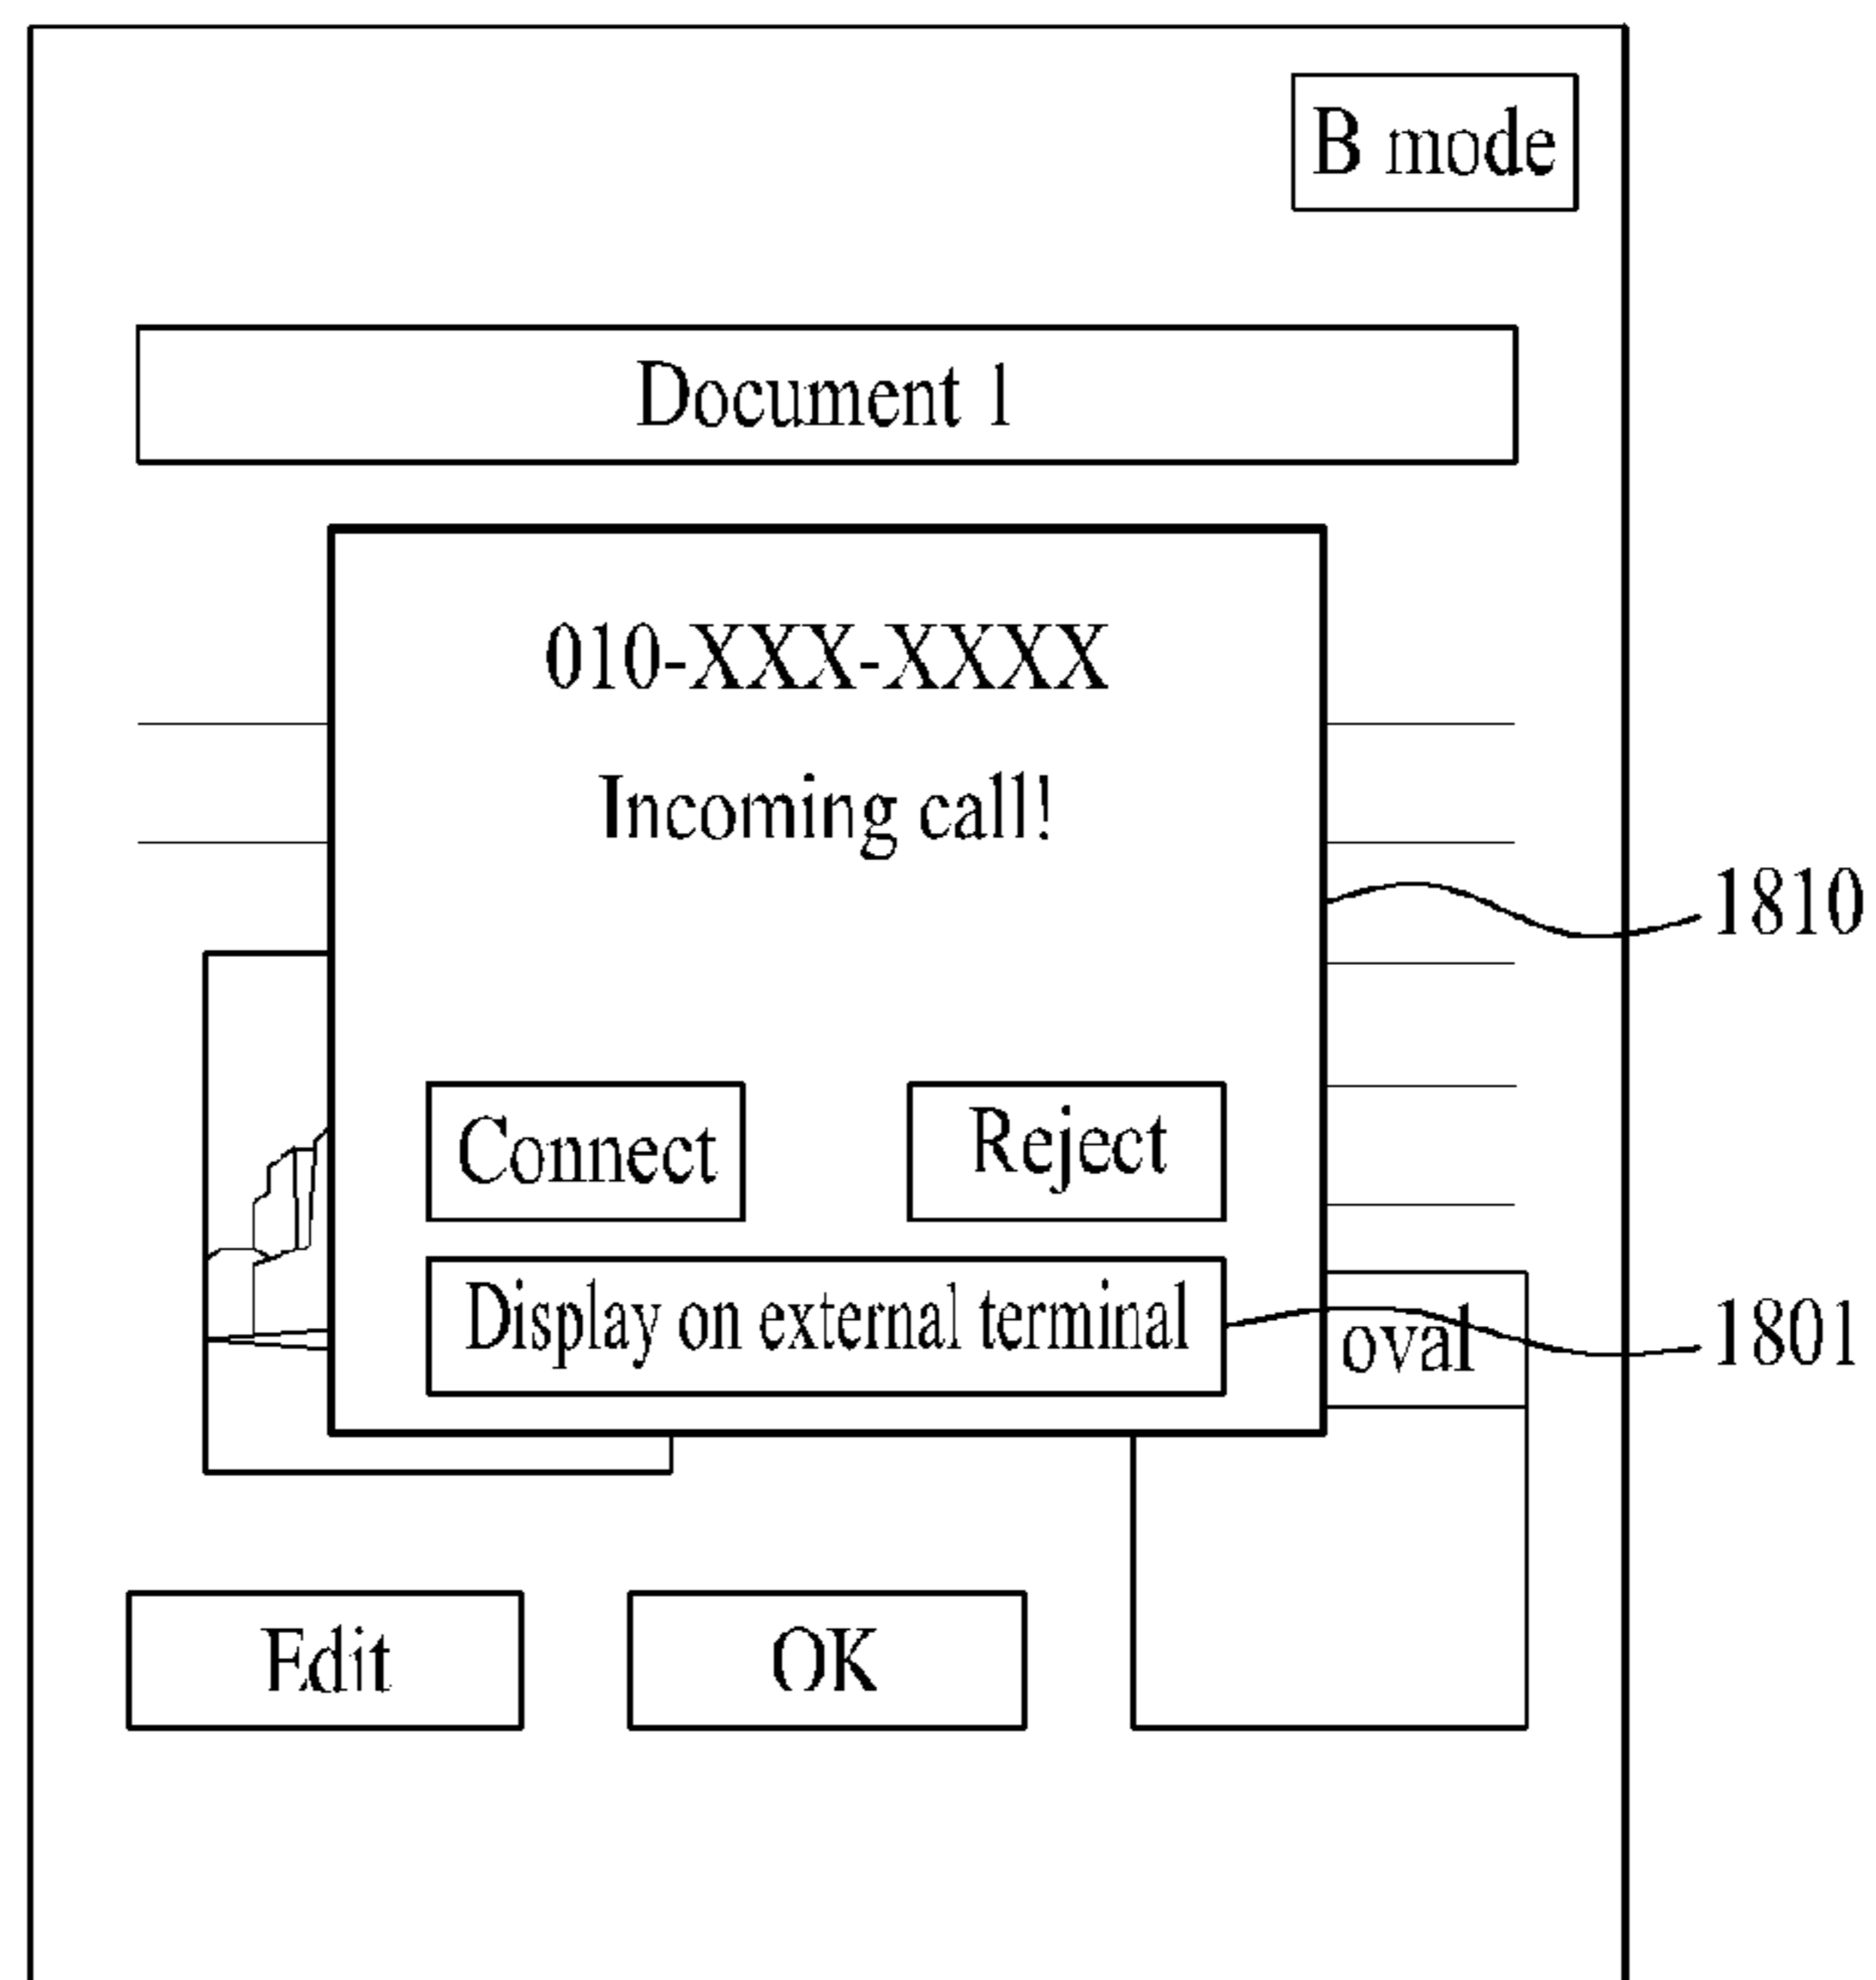 B mode
Document 1
010-XXX-XXXX
Incoming call!
1810
Connect
Reject
Display on external terminal
oval
1801
Edit
OK